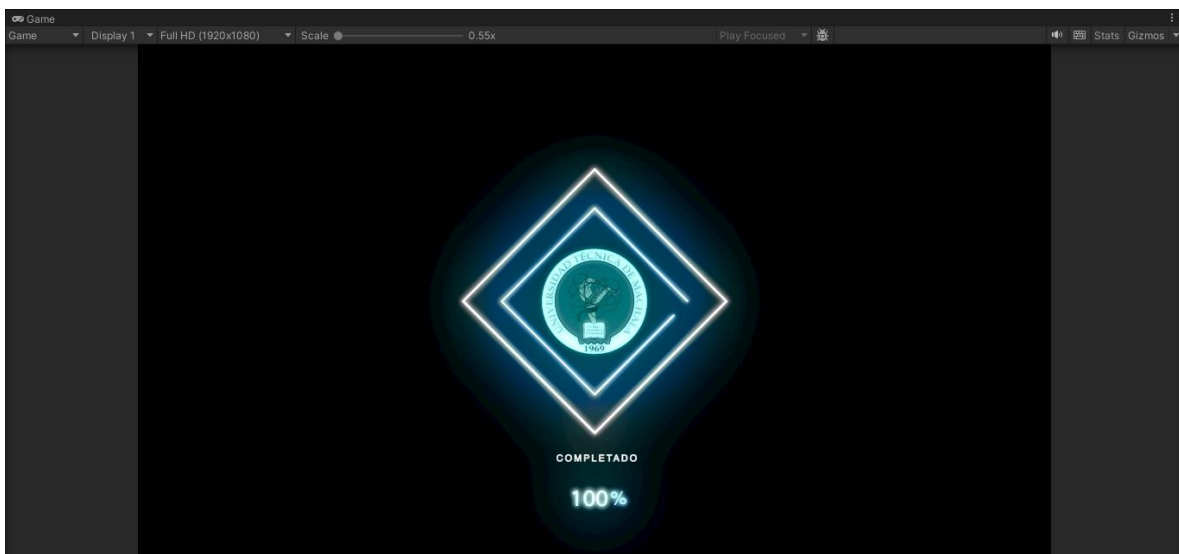 Game
Game Display 1 Full HD (1920x1080) Scale 0.55x Play Focused Stats Gizmos
UNIVERSIDAD TÉCNICA DE MACHALA
1969
COMPLETADO
100%